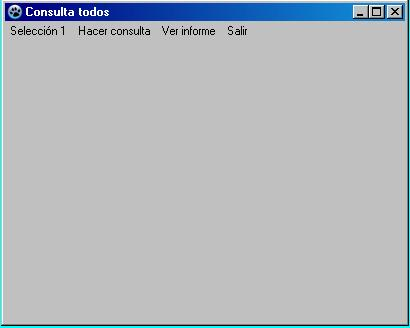 Consulta todos
Selección 1 Hacer consulta Ver informe Salir